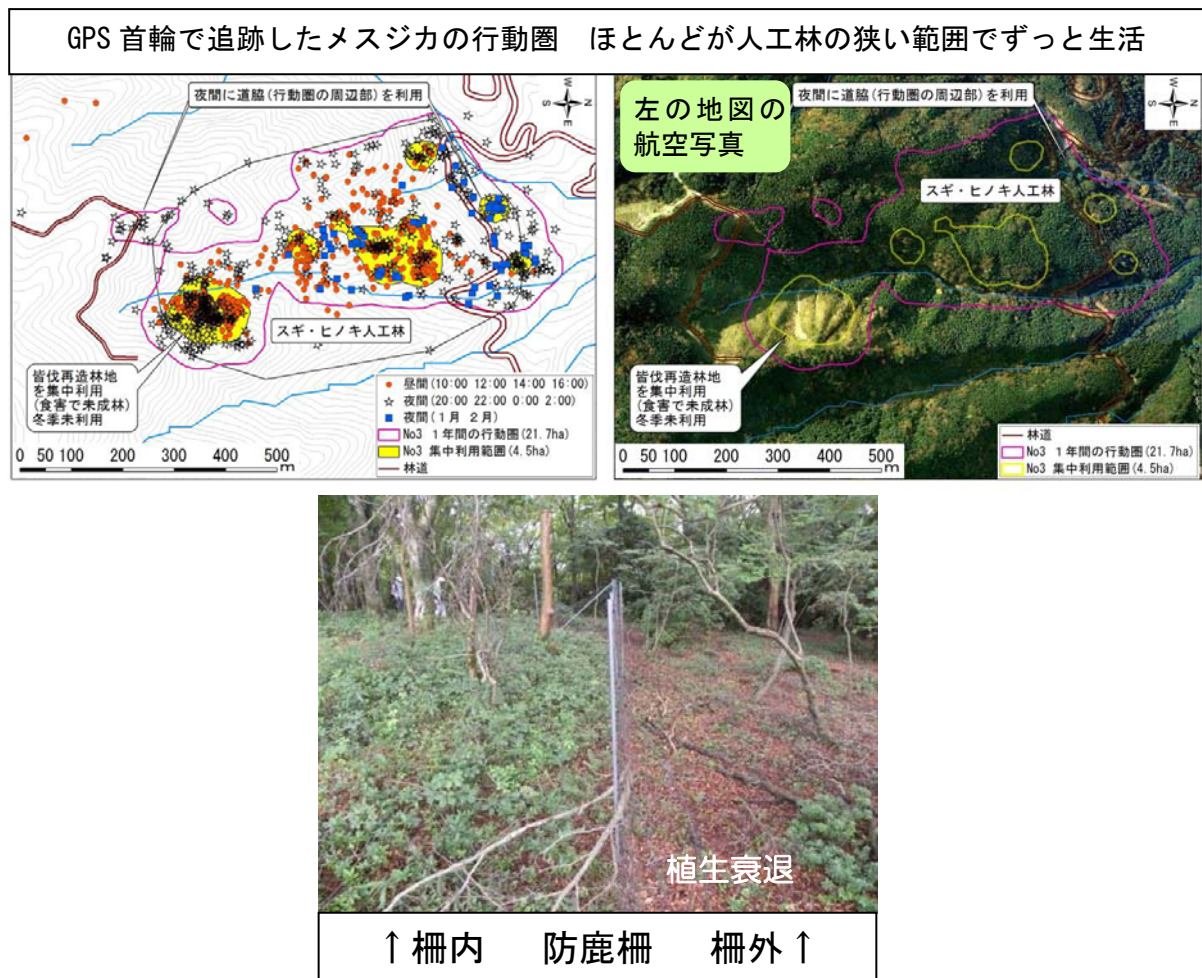 GPS 首輪で追跡したメスジカの行動圏　ほとんどが人工林の狭い範囲でずっと生活
夜間に道脇(行動圏の周辺部)を利用
W
N
S
E
スギ・ヒノキ人工林
皆伐再造林地
を集中利用
(食害で未成林)
冬季未利用
昼間(10:00 12:00 14:00 16:00)
夜間(20:00 22:00 0:00 2:00)
夜間(1月 2月)
No3 1年間の行動圏(21.7ha)
No3 集中利用範囲(4.5ha)
林道
0 50 100 200 300 400 500
m
左の地図の
航空写真
夜間に道脇(行動圏の周辺部)を利用
W
N
S
E
スギ・ヒノキ人工林
皆伐再造林地
を集中利用
(食害で未成林)
冬季未利用
林道
No3 1年間の行動圏(21.7ha)
No3 集中利用範囲(4.5ha)
0 50 100 200 300 400 500
m
植生衰退
↑柵内　防鹿柵　柵外↑